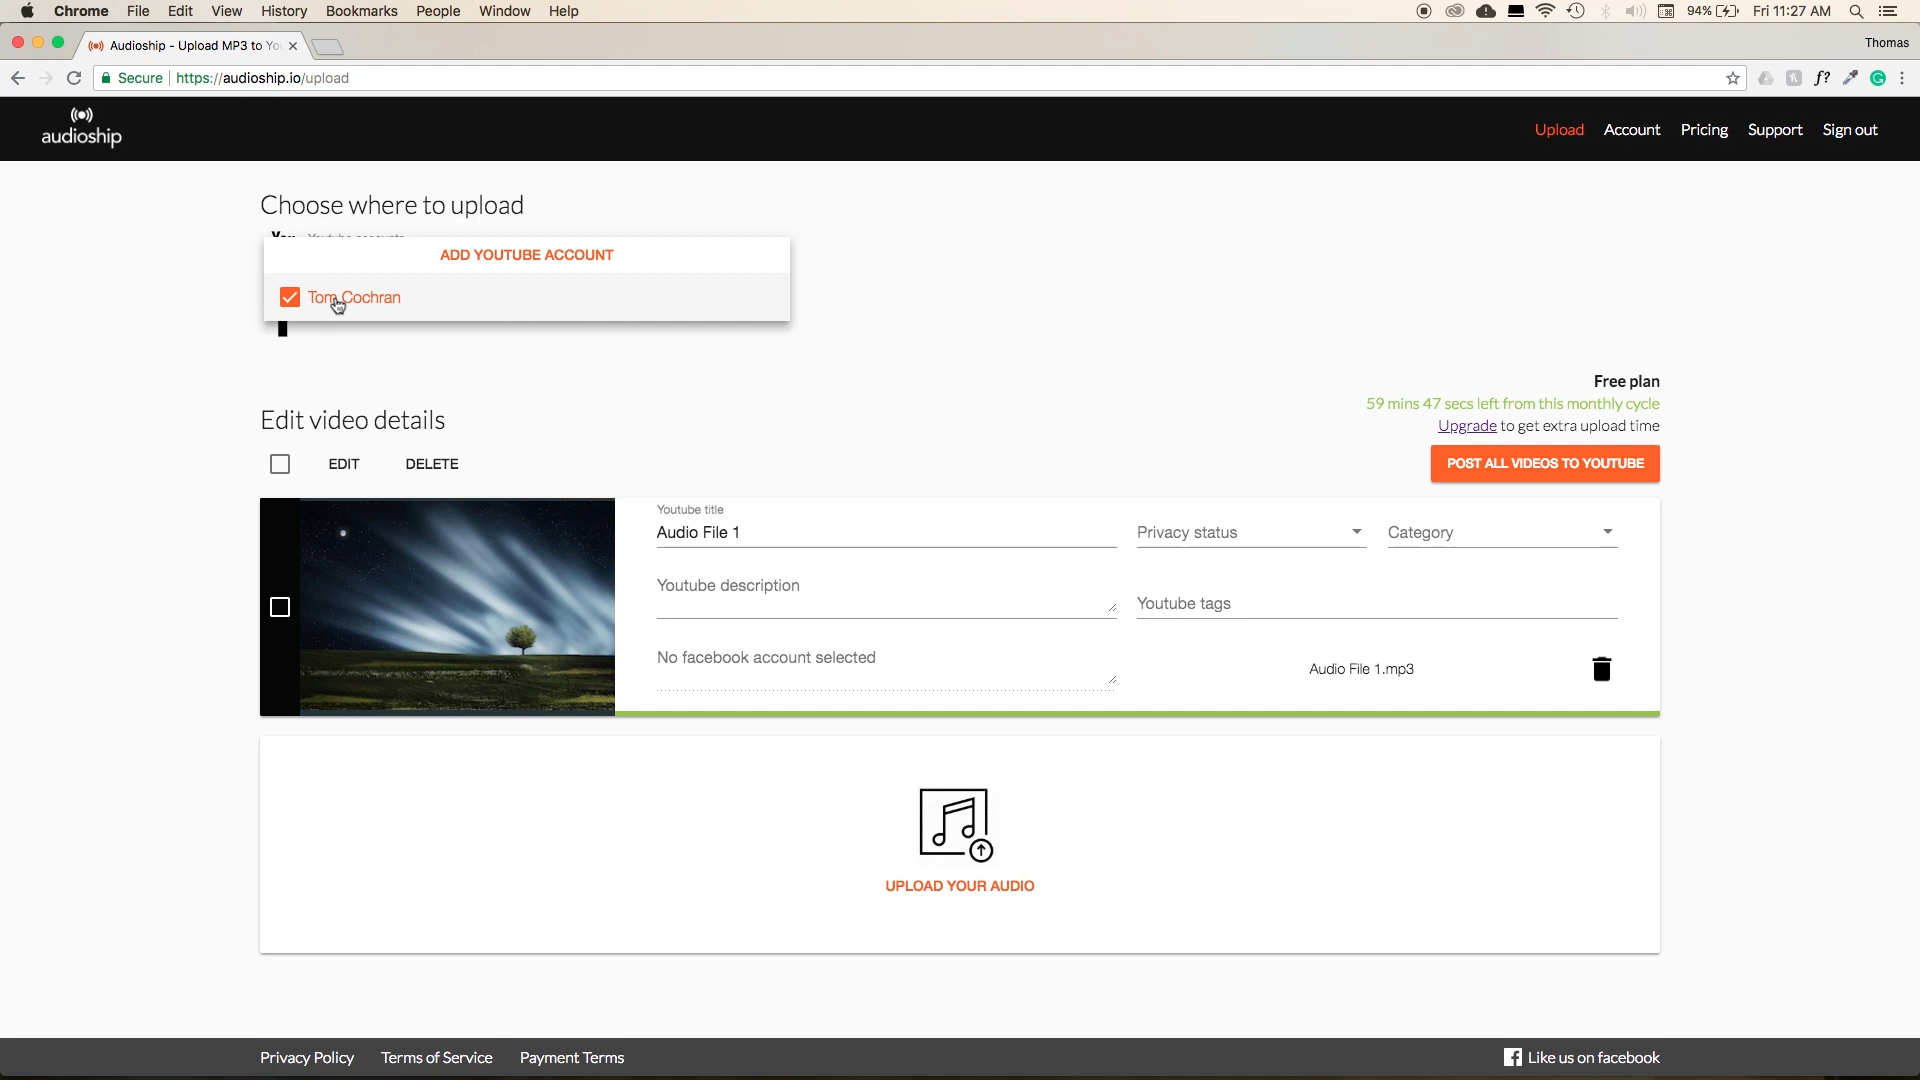 Chrome File Edit View History Bookmarks People Window Help
94% Fri 11:27 AM
Audioship - Upload MP3 to
Thomas
Secure https://audioship.io/upload
f?
audioship
Upload Account Pricing Support Sign out
Choose where to upload
ADD YOUTUBE ACCOUNT
Tom Cochran
Free plan
59 mins 47 secs left from this monthly cycle
Upgrade to get extra upload time
Edit video details
EDIT DELETE
POST ALL VIDEOS TO YOUTUBE
Youtube title
Audio File 1
Privacy status
Category
Youtube description
Youtube tags
No facebook account selected
Audio File 1.mp3
UPLOAD YOUR AUDIO
Privacy Policy Terms of Service Payment Terms
Like us on facebook